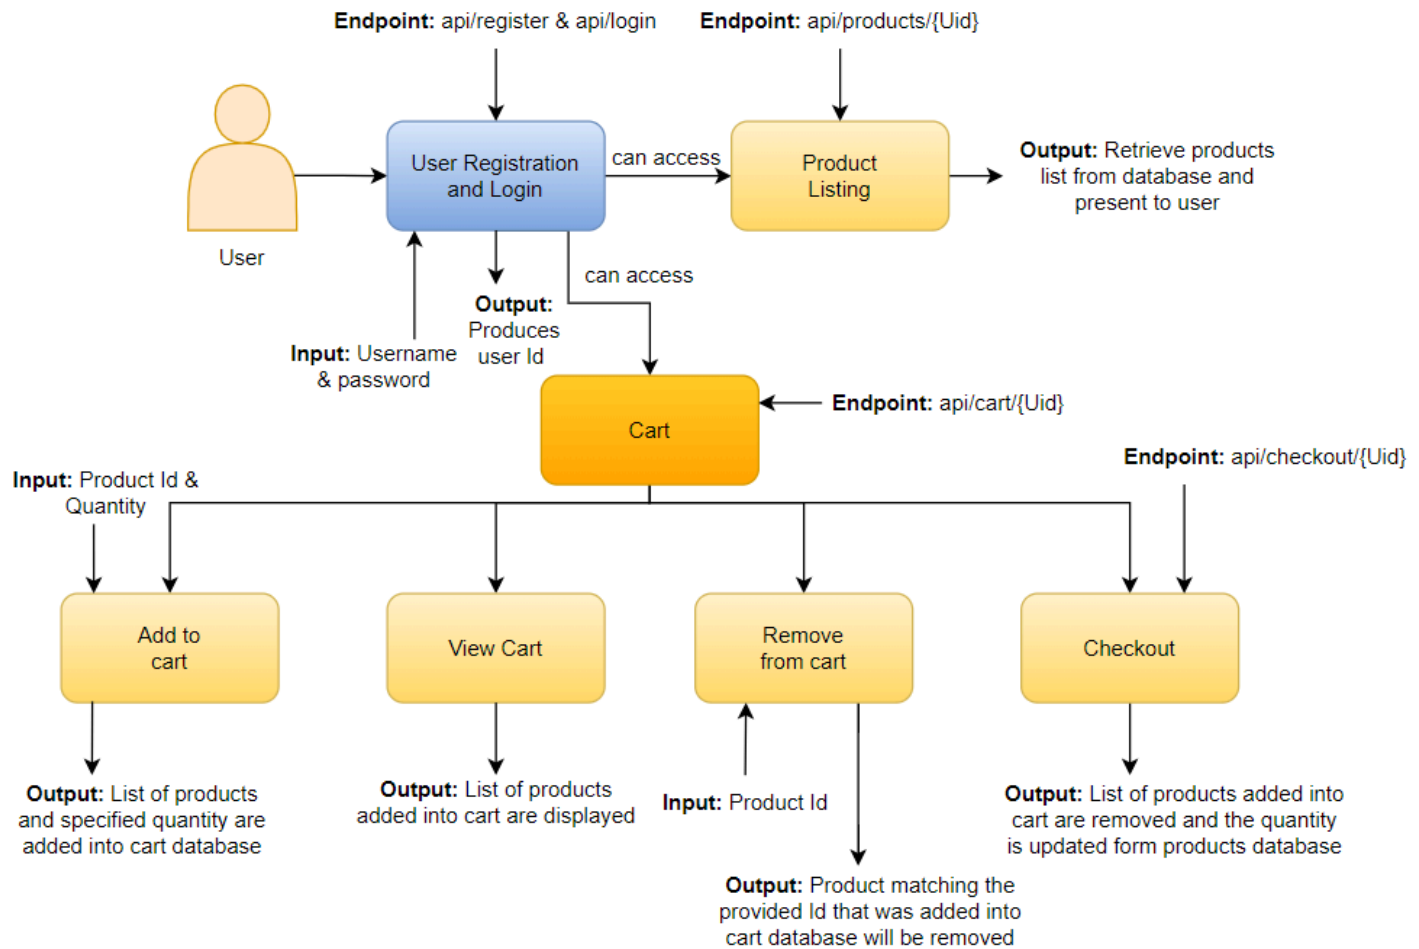 Endpoint: api/register & api/login
Endpoint: api/products/{Uid}
User Registration
and Login
can access
Product
Listing
Output: Retrieve products
list from database and
present to user
User
can access
Output:
Produces
user Id
Input: Username
& password
Cart
Endpoint: api/cart/{Uid}
Endpoint: api/checkout/{Uid}
Input: Product Id &
Quantity
Add to
cart
View Cart
Remove
from cart
Checkout
Output: List of products
and specified quantity are
added into cart database
Output: List of products
added into cart are displayed
Input: Product Id
Output: List of products added into
cart are removed and the quantity
is updated form products database
Output: Product matching the
provided Id that was added into
cart database will be removed